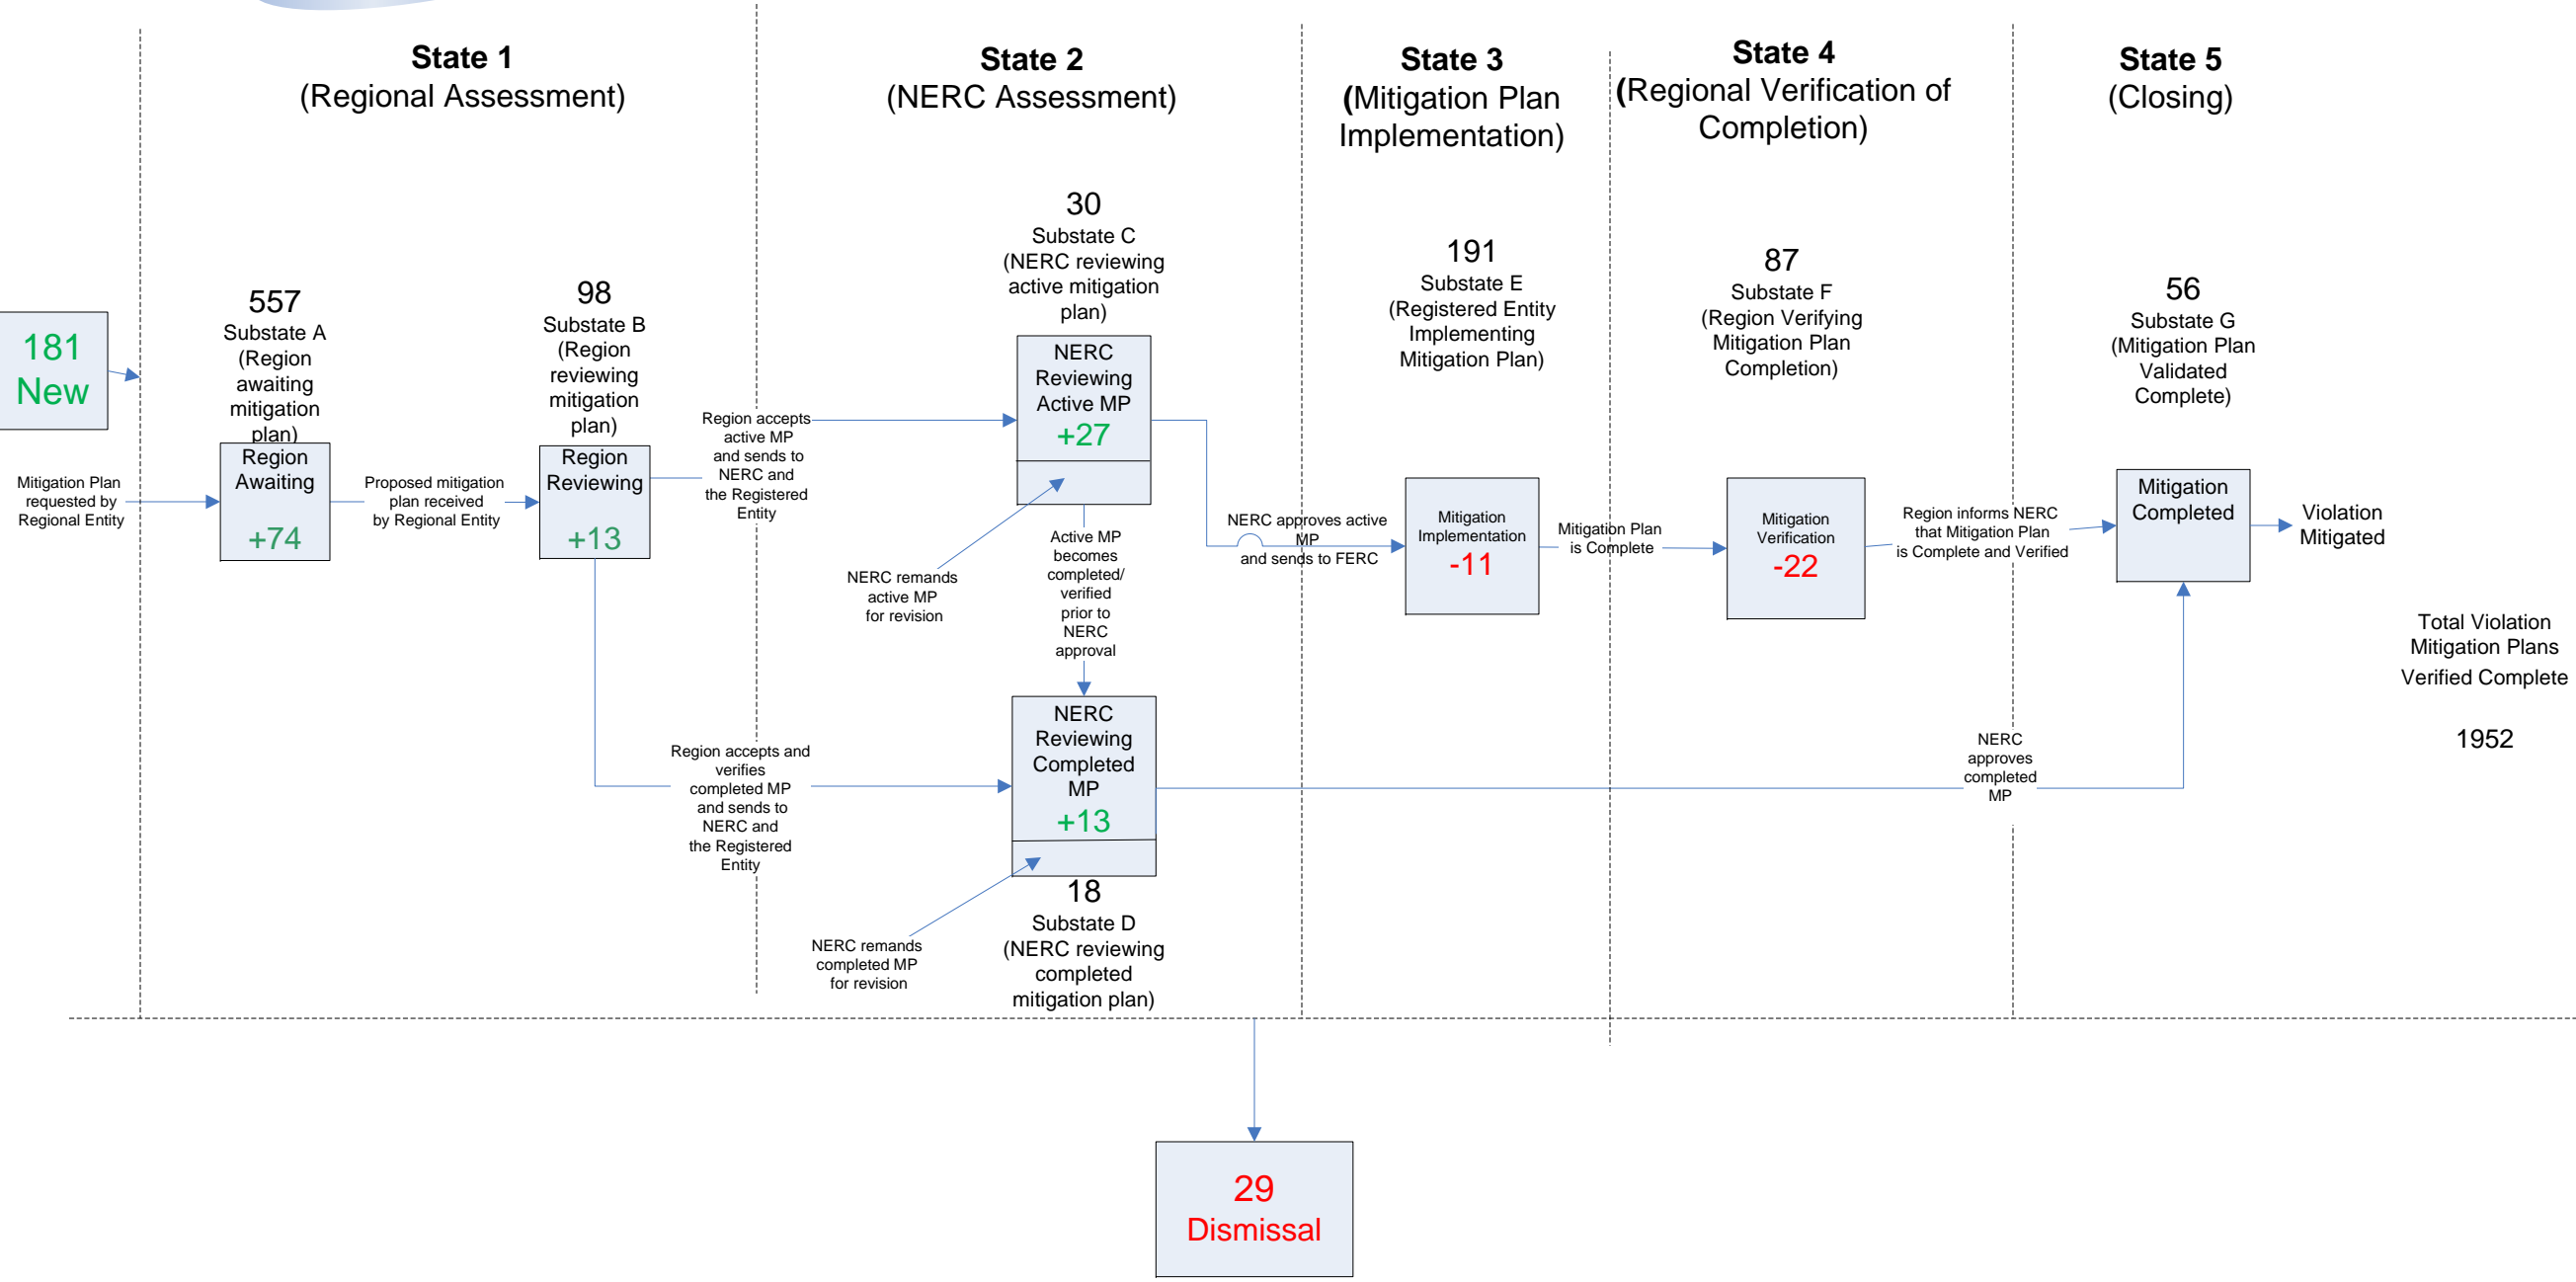 State 1
(Regional Assessment)
State 2
(NERC Assessment)
State 3
(Mitigation Plan
Implementation)
State 4
(Regional Verification of
Completion)
State 5
(Closing)
181
New
Mitigation Plan
requested by
Regional Entity
557
Substate A
(Region
awaiting
mitigation
plan)
Region
Awaiting
+74
Proposed mitigation
plan received
by Regional Entity
98
Substate B
(Region
reviewing
mitigation
plan)
Region
Reviewing
+13
Region accepts
active MP
and sends to
NERC and
the Registered
Entity
Region accepts and
verifies
completed MP
and sends to
NERC and
the Registered
Entity
30
Substate C
(NERC reviewing
active mitigation
plan)
NERC
Reviewing
Active MP
+27
NERC remands
active MP
for revision
Active MP
becomes
completed/
verified
prior to
NERC
approval
NERC
Reviewing
Completed
MP
+13
18
Substate D
(NERC reviewing
completed
mitigation plan)
NERC remands
completed MP
for revision
NERC approves active
MP
and sends to FERC
191
Substate E
(Registered Entity
Implementing
Mitigation Plan)
Mitigation
Implementation
-11
Mitigation Plan
is Complete
87
Substate F
(Region Verifying
Mitigation Plan
Completion)
Mitigation
Verification
-22
Region informs NERC
that Mitigation Plan
is Complete and Verified
NERC
approves
completed
MP
56
Substate G
(Mitigation Plan
Validated
Complete)
Mitigation
Completed
Violation
Mitigated
Total Violation
Mitigation Plans
Verified Complete
1952
29
Dismissal